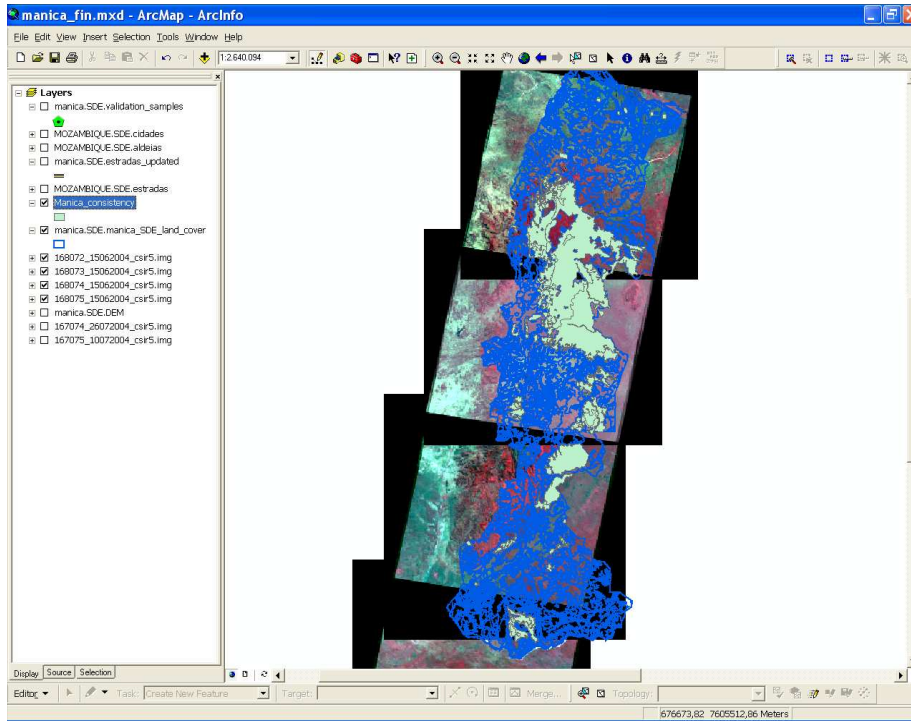 manica_fin.mxd - ArcMap - ArcInfo
File Edit View Insert Selection Tools Window Help
1:2.640.094
Layers
manica.SDE.validation_samples
MOZAMBIQUE.SDE.cidades
MOZAMBIQUE.SDE.aldeias
manica.SDE.estradas_updated
MOZAMBIQUE.SDE.estradas
Manica_consistency
manica.SDE.manica_SDE_land_cover
168072_15062004_csir5.img
168073_15062004_csir5.img
168074_15062004_csir5.img
168075_15062004_csir5.img
manica.SDE.DEM
167074_26072004_csir5.img
167075_10072004_csir5.img
Display Source Selection
Editor Task: Create New Feature Target: Merge... Topology:
676673,82 7605512,86 Meters